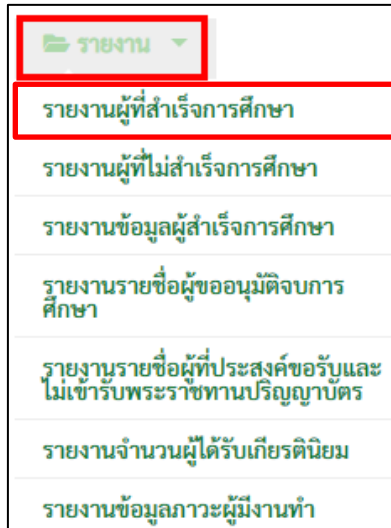 รายงาน
รายงานผู้ที่สำเร็จการศึกษา
รายงานผู้ที่ไม่สำเร็จการศึกษา
รายงานข้อมูลผู้สำเร็จการศึกษา
รายงานรายชื่อผู้ขออนุมัติจบการ
ศึกษา
รายงานรายชื่อผู้ที่ประสงค์ขอรับและ
ไม่เข้ารับพระราชทานปริญญาบัตร
รายงานจำนวนผู้ได้รับเกียรตินิยม
รายงานข้อมูลภาวะผู้มีงานทำ